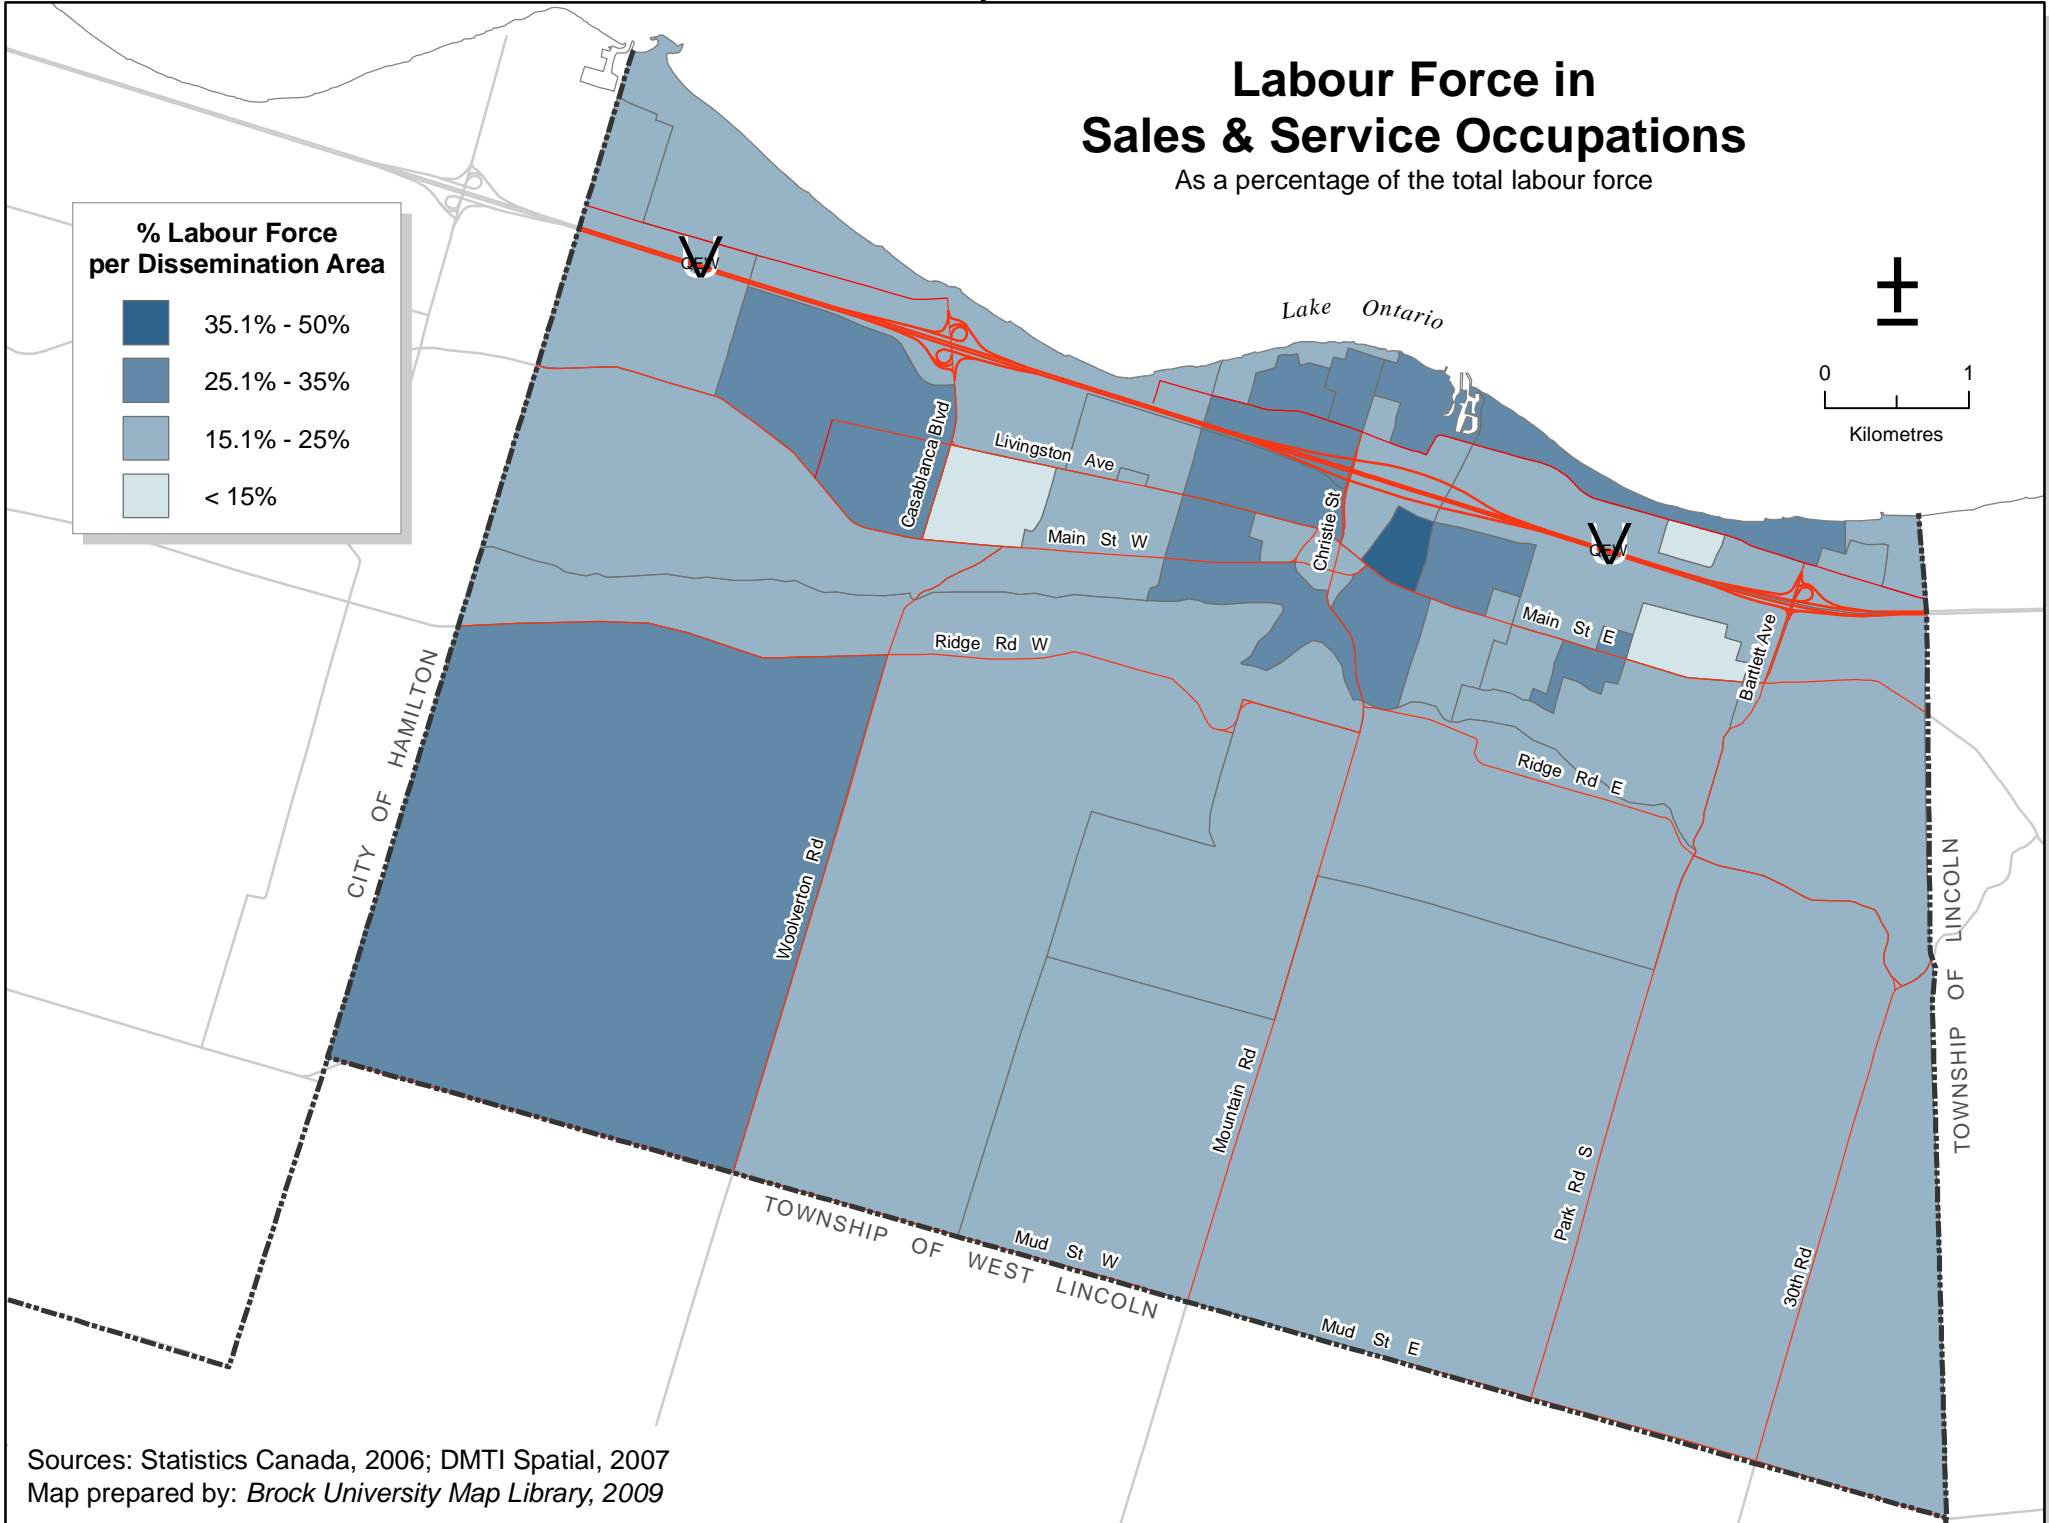 Labour Force in
Sales & Service Occupations
As a percentage of the total labour force
% Labour Force
per Dissemination Area
35.1% - 50%
25.1% - 35%
15.1% - 25%
< 15%
QEW
Lake Ontario
0 1
Kilometres
Casablanca Blvd
Livingston Ave
Main St W
Christie St
QEW
Main St E
Bartlett Ave
Ridge Rd W
Ridge Rd E
CITY OF HAMILTON
Woolverton Rd
Mountain Rd
Park Rd S
30th Rd
TOWNSHIP OF LINCOLN
Mud St W
TOWNSHIP OF WEST LINCOLN
Mud St E
Sources: Statistics Canada, 2006; DMTI Spatial, 2007
Map prepared by: Brock University Map Library, 2009